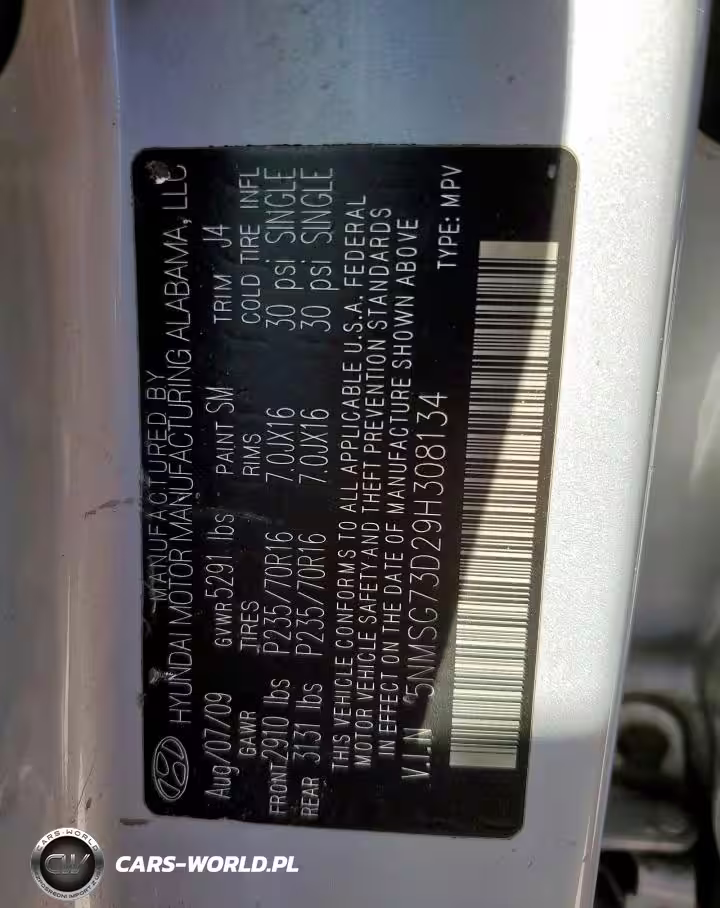 MANUFACTURED BY
HYUNDAI MOTOR MANUFACTURING ALABAMA, LLC
Aug/07/09 GVWR 5291 lbs PAINT SM TRIM J4
GAWR TIRES RIMS COLD TIRE INFL
FRONT 2910 lbs P235/70R16 7.0JX16 30 psi SINGLE
REAR 3131 lbs P235/70R16 7.0JX16 30 psi SINGLE
THIS VEHICLE CONFORMS TO ALL APPLICABLE U.S.A. FEDERAL
MOTOR VEHICLE SAFETY AND THEFT PREVENTION STANDARDS
IN EFFECT ON THE DATE OF MANUFACTURE SHOWN ABOVE
V.I.N 5NMSG73D29H308134 TYPE: MPV
CARS-WORLD
CW
CARS-WORLD.PL